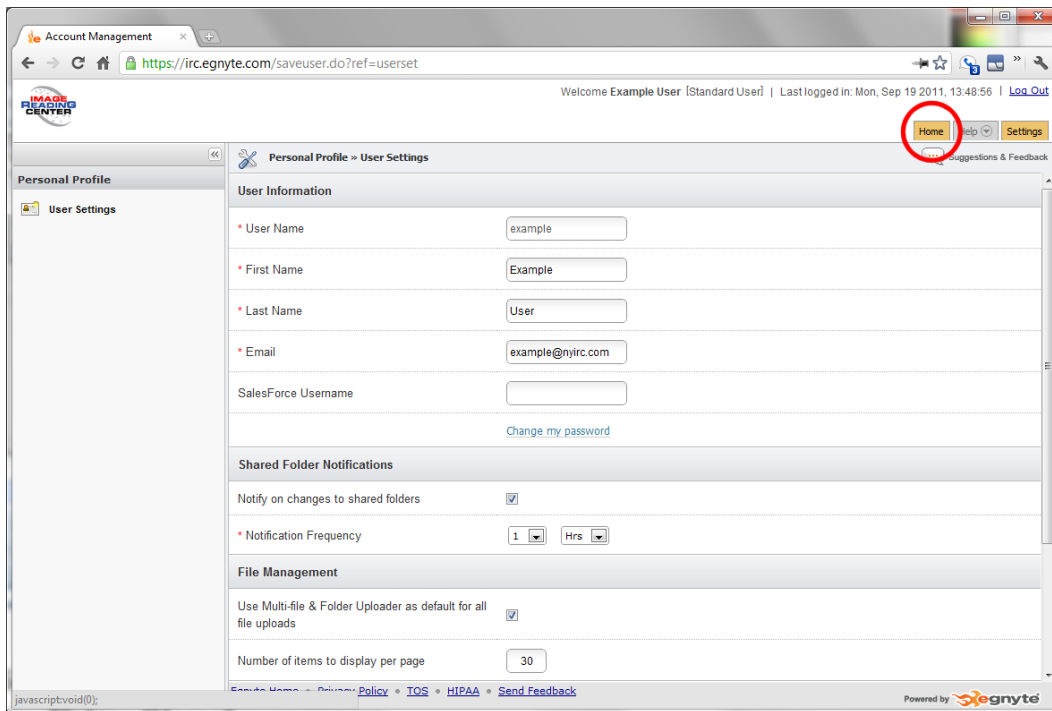 Account Management
https://irc.egnyte.com/saveuser.do?ref=userset
IMAGE
READING
CENTER
Welcome Example User [Standard User] | Last logged in: Mon, Sep 19 2011, 13:48:56 | Log Out
Home Help Settings
Personal Profile » User Settings
Suggestions & Feedback
Personal Profile
User Settings
User Information
* User Name example
* First Name Example
* Last Name User
* Email example@nyirc.com
SalesForce Username
Change my password
Shared Folder Notifications
Notify on changes to shared folders
* Notification Frequency 1 Hrs
File Management
Use Multi-file & Folder Uploader as default for all
file uploads
Number of items to display per page 30
Egnyte Home • Privacy Policy • TOS • HIPAA • Send Feedback
javascript:void(0);
Powered by egnyte